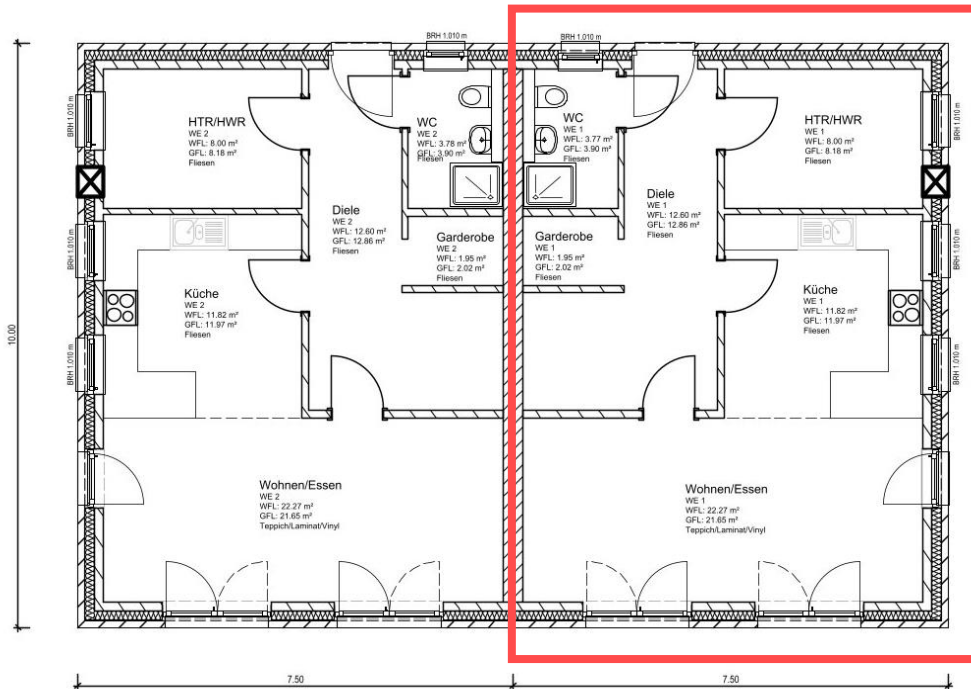 BRH 1.010 m
BRH 1.010 m
BRH 1.010 m
HTR/HWR
WE 2
WFL: 8.00 m²
GFL: 8.18 m²
Fliesen
WC
WE 2
WFL: 3.78 m²
GFL: 3.90 m²
Fliesen
WC
WE 1
WFL: 3.77 m²
GFL: 3.90 m²
Fliesen
HTR/HWR
WE 1
WFL: 8.00 m²
GFL: 8.18 m²
Fliesen
BRH 1.010 m
Diele
WE 2
WFL: 12.60 m²
GFL: 12.86 m²
Fliesen
Diele
WE 1
WFL: 12.60 m²
GFL: 12.86 m²
Fliesen
BRH 1.010 m
Garderobe
WE 2
WFL: 1.95 m²
GFL: 2.02 m²
Fliesen
Garderobe
WE 1
WFL: 1.95 m²
GFL: 2.02 m²
Fliesen
BRH 1.010 m
10.00
Küche
WE 2
WFL: 11.82 m²
GFL: 11.97 m²
Fliesen
Küche
WE 1
WFL: 11.82 m²
GFL: 11.97 m²
Fliesen
BRH 1.010 m
BRH 1.010 m
Wohnen/Essen
WE 2
WFL: 22.27 m²
GFL: 21.65 m²
Teppich/Laminat/Vinyl
Wohnen/Essen
WE 1
WFL: 22.27 m²
GFL: 21.65 m²
Teppich/Laminat/Vinyl
7.50
7.50